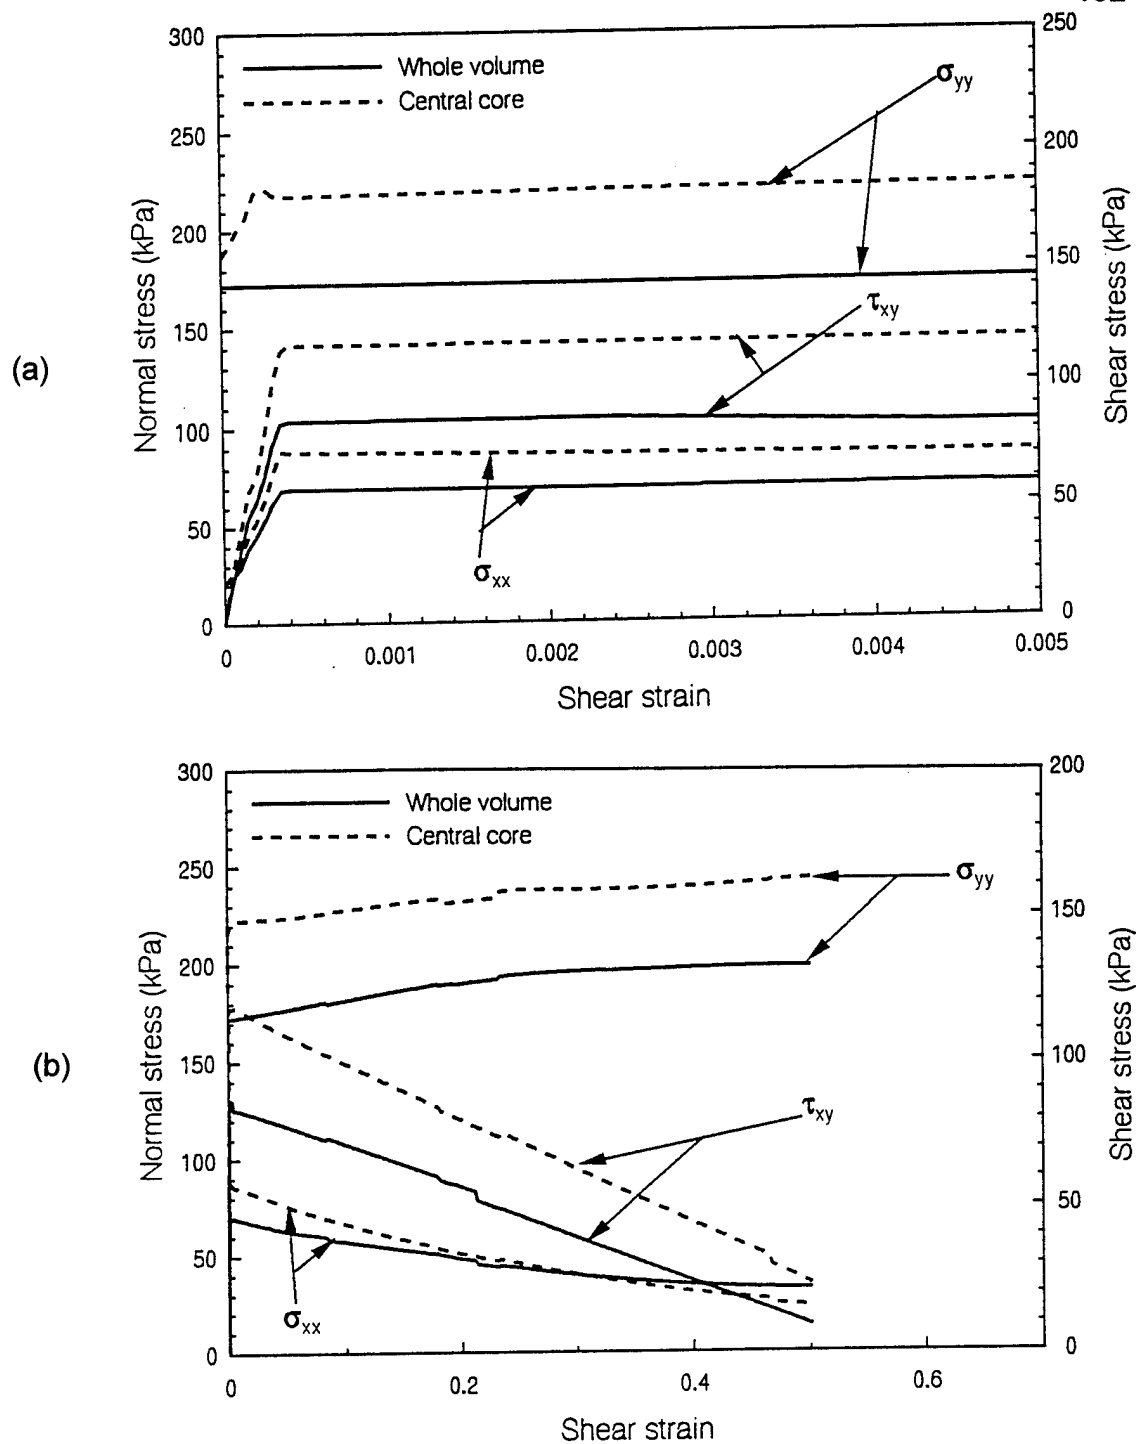 300
250
200
150
100
50
0
Normal stress (kPa)
Whole volume
Central core
σyy
τxy
σxx
250
200
150
100
50
0
Shear stress (kPa)
(a)
0 0.001 0.002 0.003 0.004 0.005
Shear strain
300
250
200
150
100
50
0
Normal stress (kPa)
Whole volume
Central core
σyy
τxy
σxx
200
150
100
50
0
Shear stress (kPa)
(b)
0 0.2 0.4 0.6
Shear strain